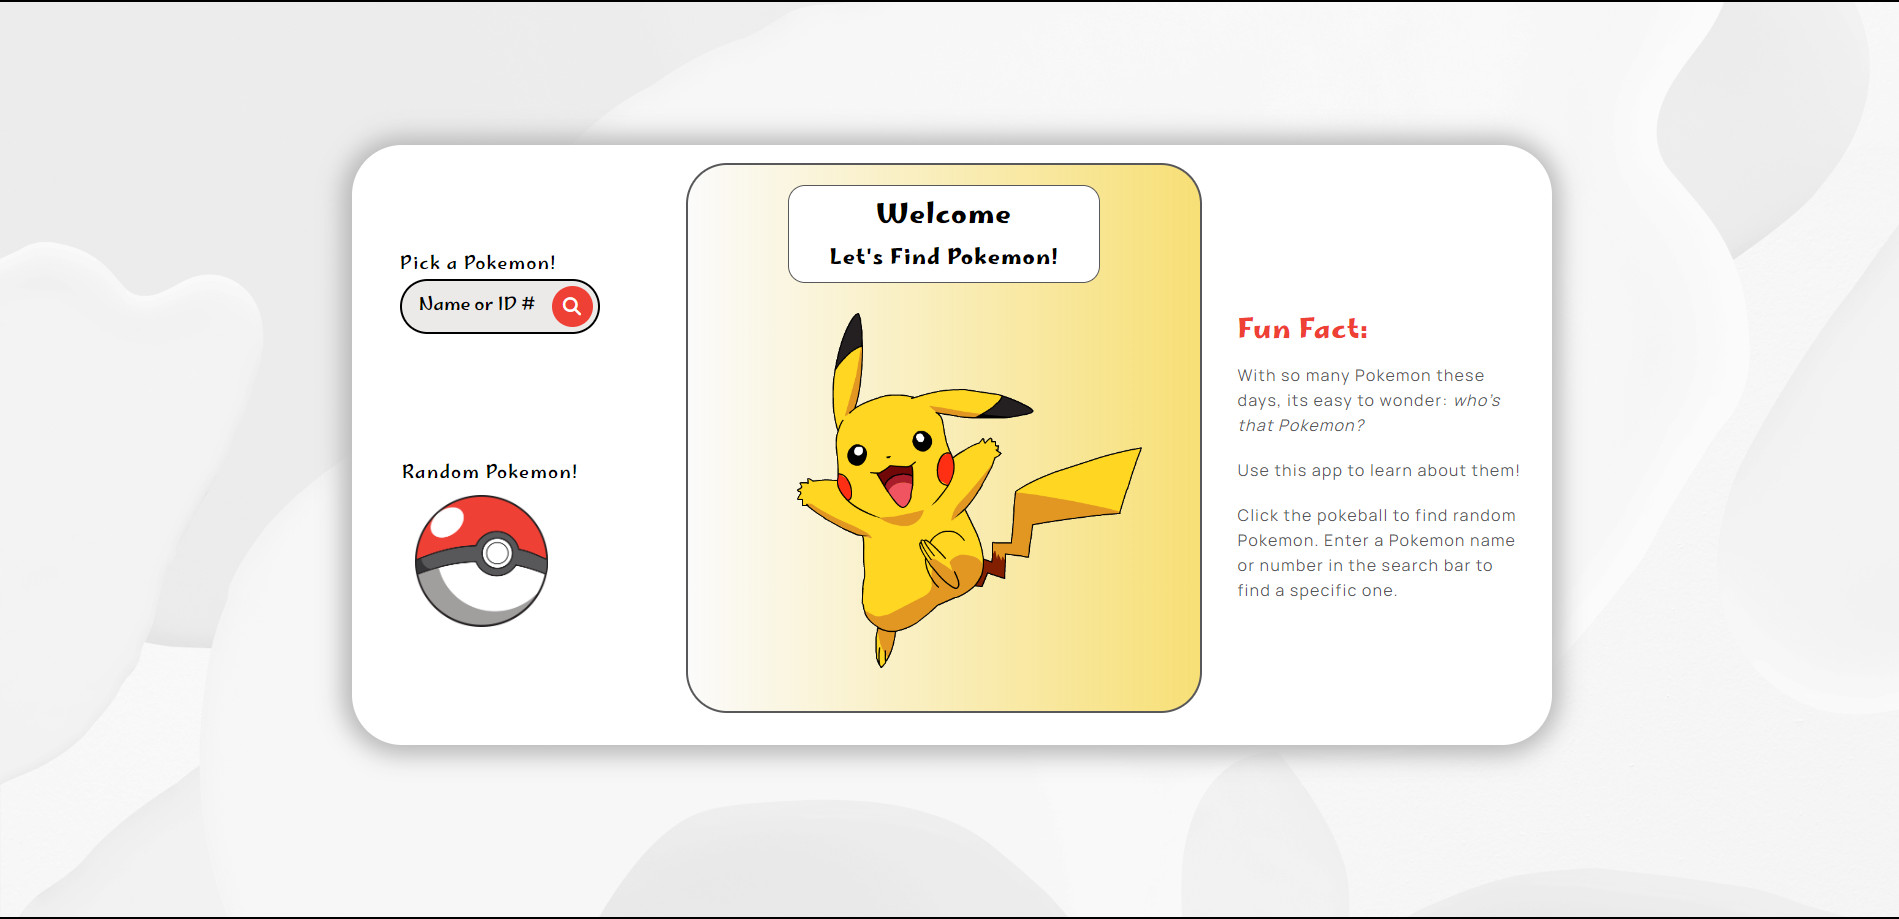 Welcome
Let's Find Pokemon!
Pick a Pokemon!
Name or ID #
Random Pokemon!
Fun Fact:
With so many Pokemon these
days, its easy to wonder: who's
that Pokemon?
Use this app to learn about them!
Click the pokeball to find random
Pokemon. Enter a Pokemon name
or number in the search bar to
find a specific one.